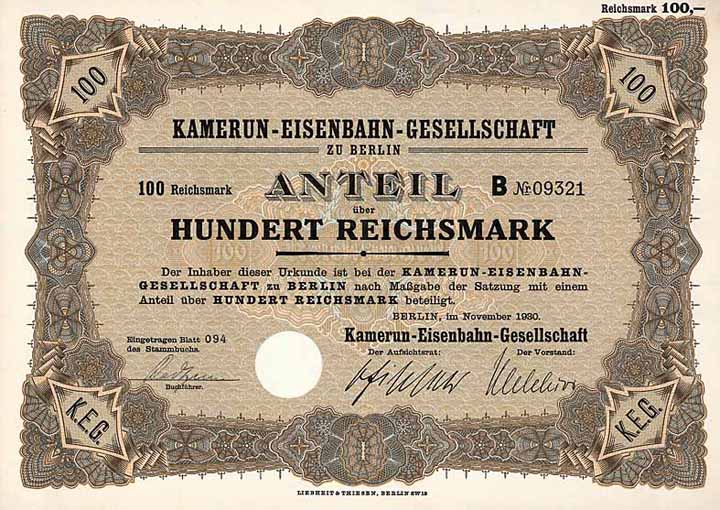 Reichsmark 100,—
100
100
KAMERUN-EISENBAHN-GESELLSCHAFT
ZU BERLIN
100 Reichsmark ANTEIL B № 09321
über
HUNDERT REICHSMARK
Der Inhaber dieser Urkunde ist bei der KAMERUN-EISENBAHN-
GESELLSCHAFT zu BERLIN nach Maßgabe der Satzung mit einem
Anteil über HUNDERT REICHSMARK beteiligt.
BERLIN, im November 1930.
Kamerun-Eisenbahn-Gesellschaft
Eingetragen Blatt 094
des Stammbuchs.
Der Aufsichtsrat: Der Vorstand:
Buchführer.
K.E.G.
K.E.G.
LIEBHEIT & THIESEN, BERLIN SW19